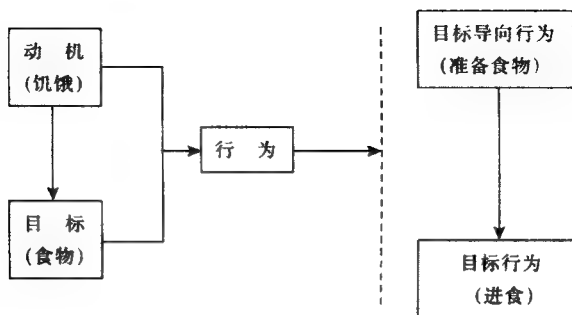 动 机
(饥饿)
目 标
(食物)
行 为
目标导向行为
(准备食物)
目标行为
(进食)